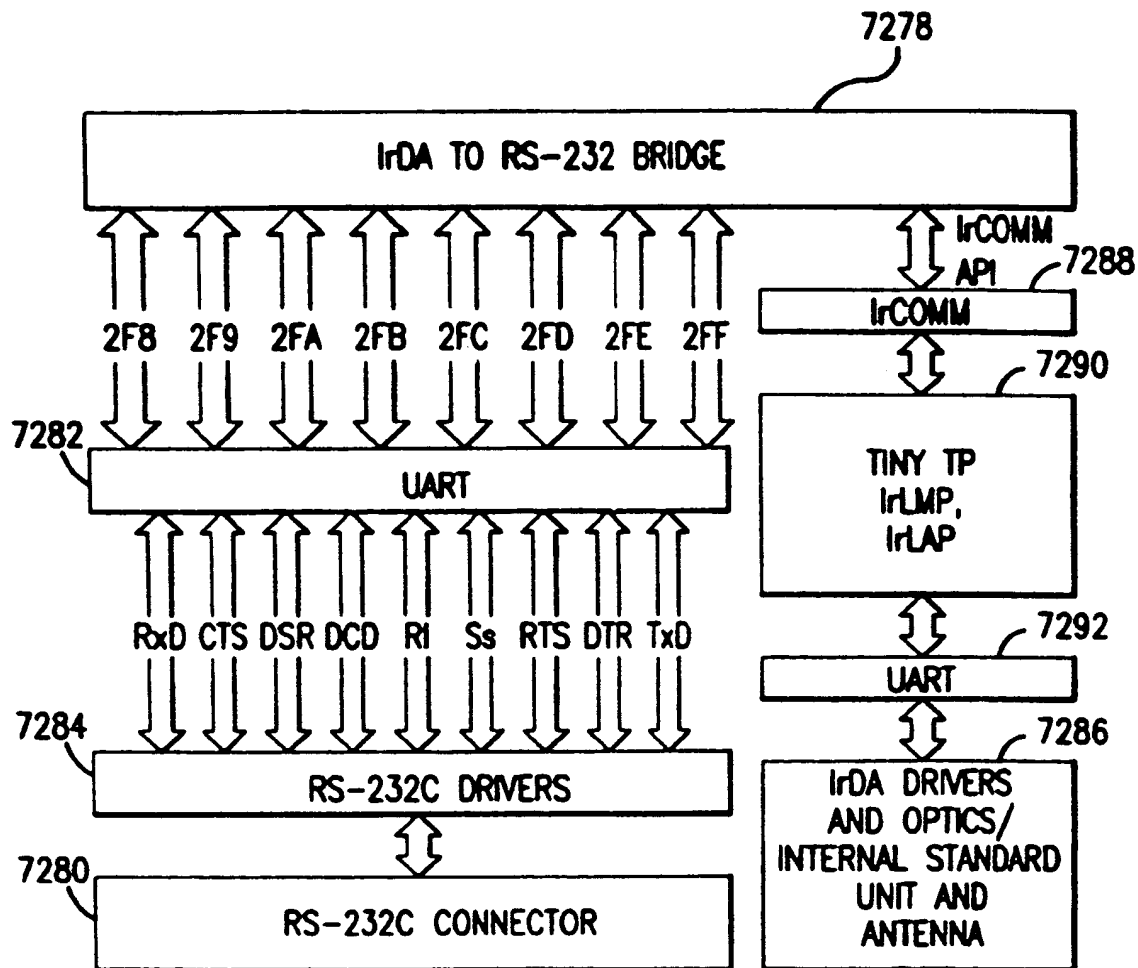 7278
IrDA TO RS-232 BRIDGE
IrCOMM
API
7288
IrCOMM
2F8 2F9 2FA 2FB 2FC 2FD 2FE 2FF
7290
7282
UART
TINY TP
IrLMP,
IrLAP
RxD CTS DSR DCD RI Ss RTS DTR TxD
7292
UART
7284
RS-232C DRIVERS
7286
IrDA DRIVERS
AND OPTICS/
INTERNAL STANDARD
UNIT AND
ANTENNA
7280
RS-232C CONNECTOR